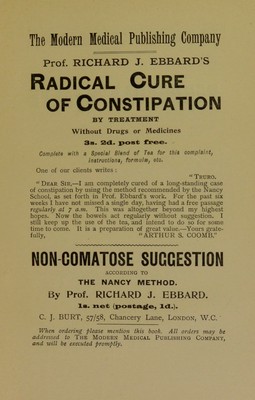 The Modern Medical Publishing Company
Prof. RICHARD J. EBBARD'S
RADICAL CURE
OF CONSTIPATION
BY TREATMENT
Without Drugs or Medicines
3s. 2d. post free.
Complete with a Special Blend of Tea for this complaint,
instructions, formulæ, etc.
One of our clients writes:
"TRURO.
"DEAR SIR,—I am completely cured of a long-standing case
of constipation by using the method recommended by the Nancy
School, as set forth in Prof. Ebbard's work. For the past six
weeks I have not missed a single day, having had a free passage
regularly at 7 a.m. This was altogether beyond my highest
hopes. Now the bowels act regularly without suggestion. I
still keep up the use of the tea, and intend to do so for some
time to come. It is a preparation of great value.—Yours grate-
fully, "ARTHUR S. COOMB."
NON-COMATOSE SUGGESTION
ACCORDING TO
THE NANCY METHOD.
By Prof. RICHARD J. EBBARD.
1s. net (postage, 1d.).
C. J. BURT, 57/58, Chancery Lane, LONDON, W.C.
When ordering please mention this book. All orders may be
addressed to THE MODERN MEDICAL PUBLISHING COMPANY,
and will be executed promptly.